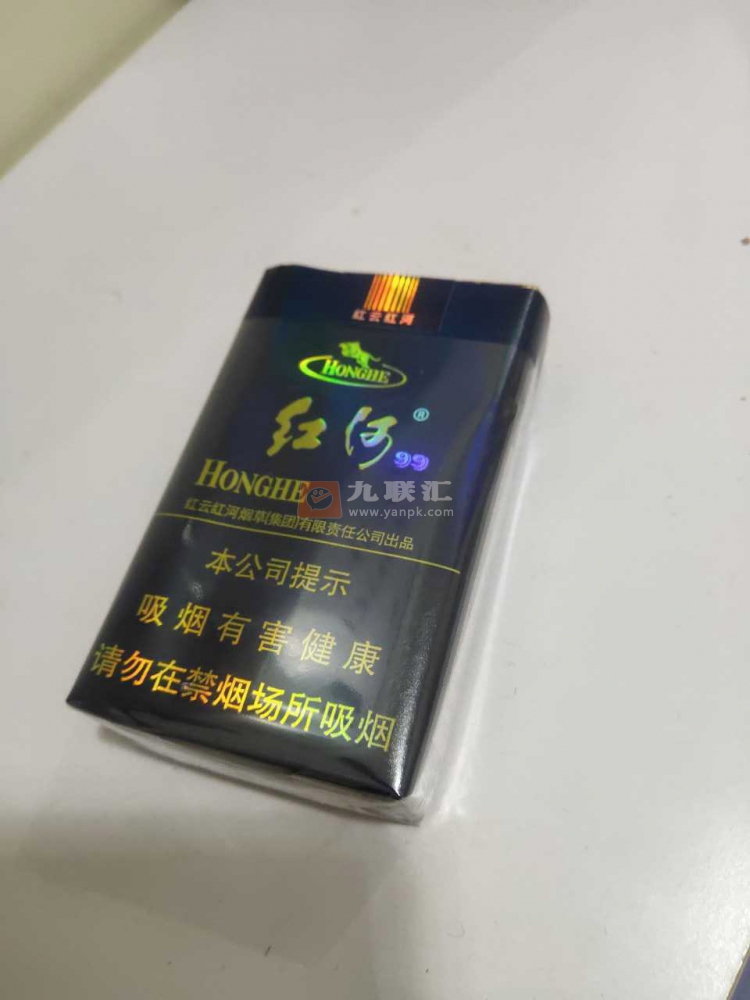 红云红河
HONGHE
红河®
99
HONGHE
九联汇
www.yanpk.com
红云红河烟草(集团)有限责任公司出品
本公司提示
吸烟有害健康
请勿在禁烟场所吸烟